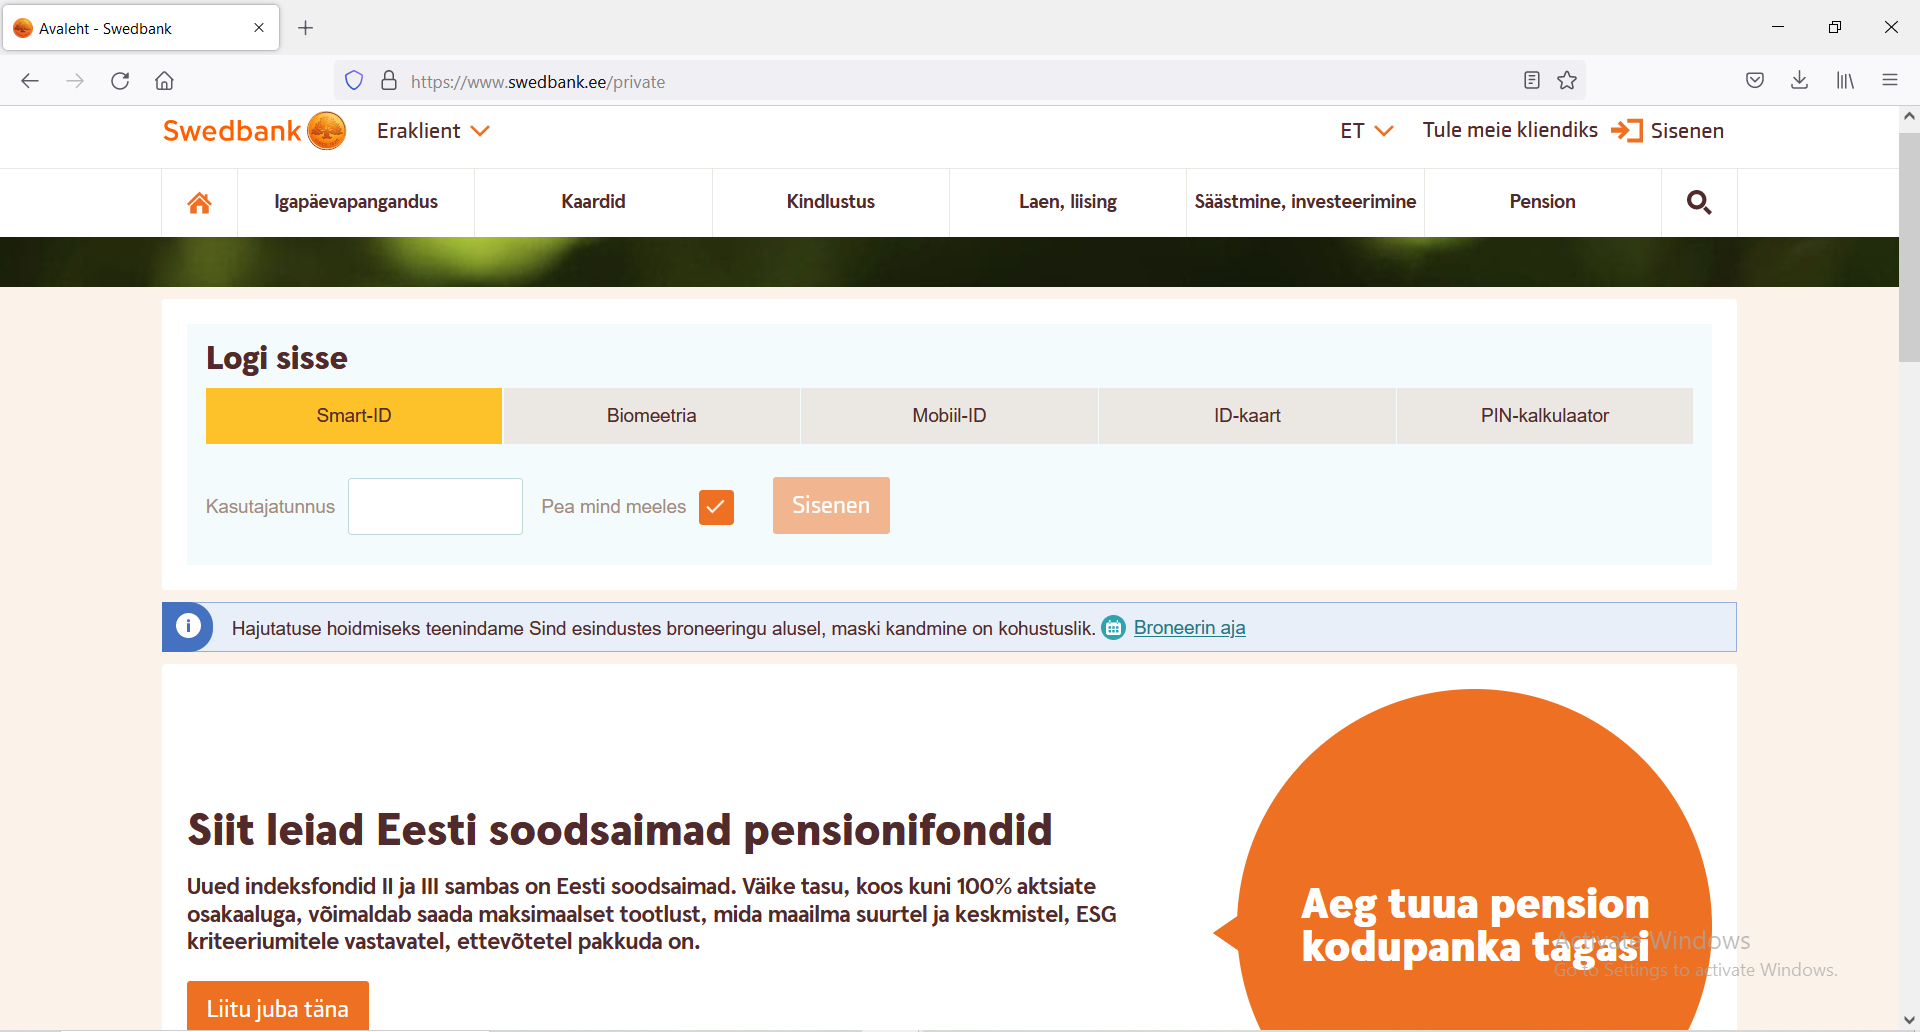 Avaleht - Swedbank
https://www.swedbank.ee/private
Swedbank
Eraklient
ET
Tule meie kliendiks
Sisenen
Igapäevapangandus
Kaardid
Kindlustus
Laen, liising
Säästmine, investeerimine
Pension
Logi sisse
Smart-ID
Biomeetria
Mobiil-ID
ID-kaart
PIN-kalkulaator
Kasutajatunnus
Pea mind meeles
Sisenen
Hajutatuse hoidmiseks teenindame Sind esindustes broneeringu alusel, maski kandmine on kohustuslik. Broneerin aja
Siit leiad Eesti soodsaimad pensionifondid
Uued indeksfondid II ja III sambas on Eesti soodsaimad. Väike tasu, koos kuni 100% aktsiate
osakaaluga, võimaldab saada maksimaalset tootlust, mida maailma suurtel ja keskmistel, ESG
kriteeriumitele vastavatel, ettevõtetel pakkuda on.
Liitu juba täna
Aeg tuua pension
kodupanka tagasi
Activate Windows
Go to Settings to activate Windows.